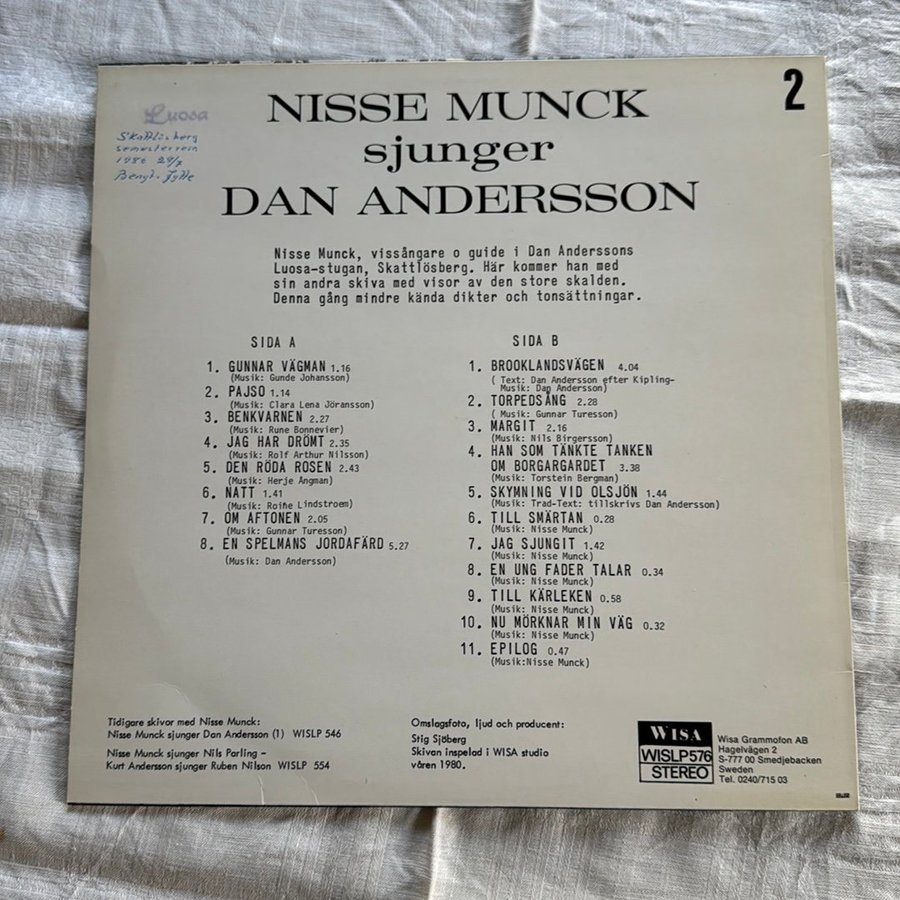 NISSE MUNCK
sjunger
DAN ANDERSSON
2
Luosa
Skattlösberg
semesterresin
1986 28/7
Bengt. Jytte
Nisse Munck, vissångare o guide i Dan Anderssons
Luosa-stugan, Skattlösberg. Här kommer han med
sin andra skiva med visor av den store skalden.
Denna gång mindre kända dikter och tonsättningar.
SIDA A
1. GUNNAR VÄGMAN 1.16
(Musik: Gunde Johansson)
2. PAJSO 1.14
(Musik: Clara Lena Jöransson)
3. BENKVARNEN 2.27
(Musik: Rune Bonnevier)
4. JAG HAR DRÖMT 2.35
(Musik: Rolf Arthur Nilsson)
5. DEN RÖDA ROSEN 2.43
(Musik: Herje Angman)
6. NATT 1.41
(Musik: Roine Lindstroem)
7. OM AFTONEN 2.05
(Musik: Gunnar Turesson)
8. EN SPELMANS JORDAFÄRD 5.27
(Musik: Dan Andersson)
SIDA B
1. BROOKLANDSVÄGEN 4.04
( Text: Dan Andersson efter Kipling-
Musik: Dan Andersson)
2. TORPEDSÅNG 2.28
( Musik: Gunnar Turesson)
3. MARGIT 2.16
(Musik: Nils Birgersson)
4. HAN SOM TÄNKTE TANKEN
OM BORGARGARDET 3.38
(Musik: Torstein Bergman)
5. SKYMNING VID OLSJÖN 1.44
(Musik: Trad-Text: tillskrivs Dan Andersson)
6. TILL SMÄRTAN 0.28
(Musik: Nisse Munck)
7. JAG SJUNGIT 1.42
(Musik: Nisse Munck)
8. EN UNG FADER TALAR 0.34
(Musik: Nisse Munck)
9. TILL KÄRLEKEN 0.58
(Musik: Nisse Munck)
10. NU MÖRKNAR MIN VÄG 0.32
(Musik: Nisse Munck)
11. EPILOG 0.47
(Musik:Nisse Munck)
Tidigare skivor med Nisse Munck:
Nisse Munck sjunger Dan Andersson (1) WISLP 546
Nisse Munck sjunger Nils Parling –
Kurt Andersson sjunger Ruben Nilson WISLP 554
Omslagsfoto, ljud och producent:
Stig Sjöberg
Skivan inspelad i WISA studio
våren 1980.
WISA
WISLP 576
STEREO
Wisa Grammofon AB
Hagelvägen 2
S-777 00 Smedjebacken
Sweden
Tel. 0240/715 03